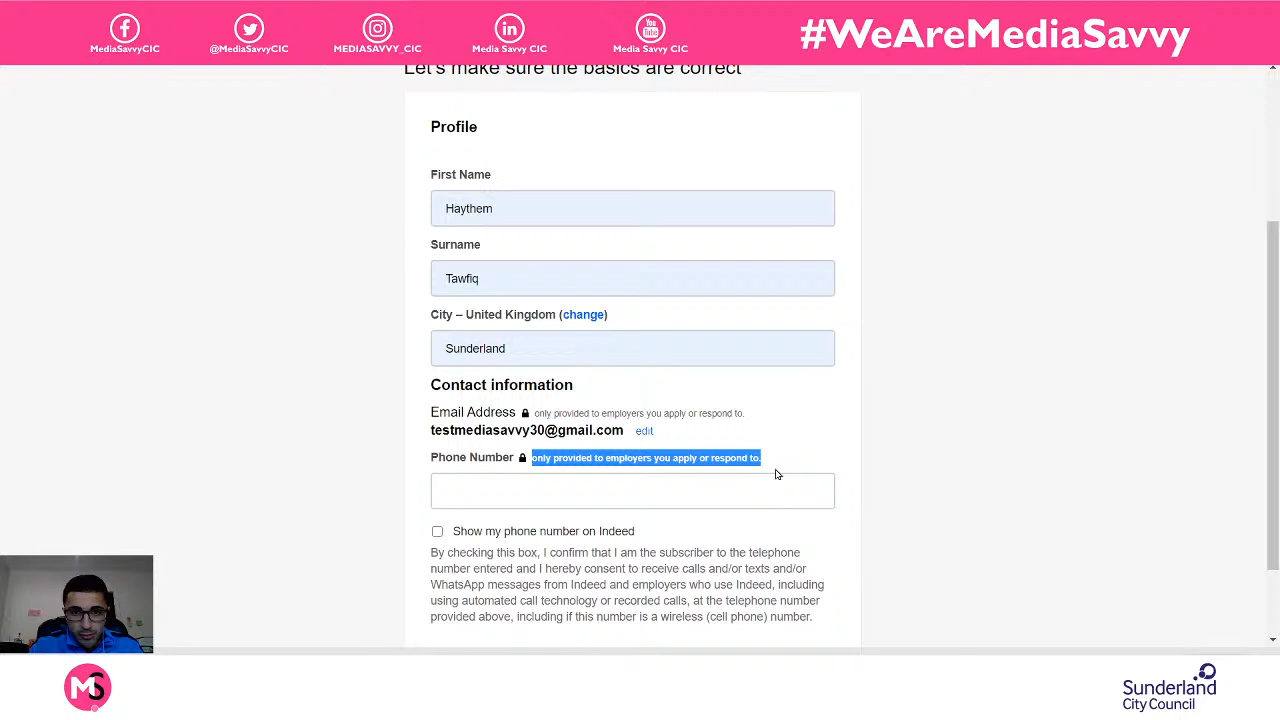 MediaSavvyCIC
@MediaSavvyCIC
MEDIASAVVY_CIC
in
Media Savvy CIC
You Tube
Media Savvy CIC
#WeAreMediaSavvy
Let's make sure the basics are correct
Profile
First Name
Haythem
Surname
Tawfiq
City – United Kingdom (change)
Sunderland
Contact information
Email Address only provided to employers you apply or respond to.
testmediasavvy30@gmail.com edit
Phone Number only provided to employers you apply or respond to.
Show my phone number on Indeed
By checking this box, I confirm that I am the subscriber to the telephone
number entered and I hereby consent to receive calls and/or texts and/or
WhatsApp messages from Indeed and employers who use Indeed, including
using automated call technology or recorded calls, at the telephone number
provided above, including if this number is a wireless (cell phone) number.
MS
Sunderland
City Council